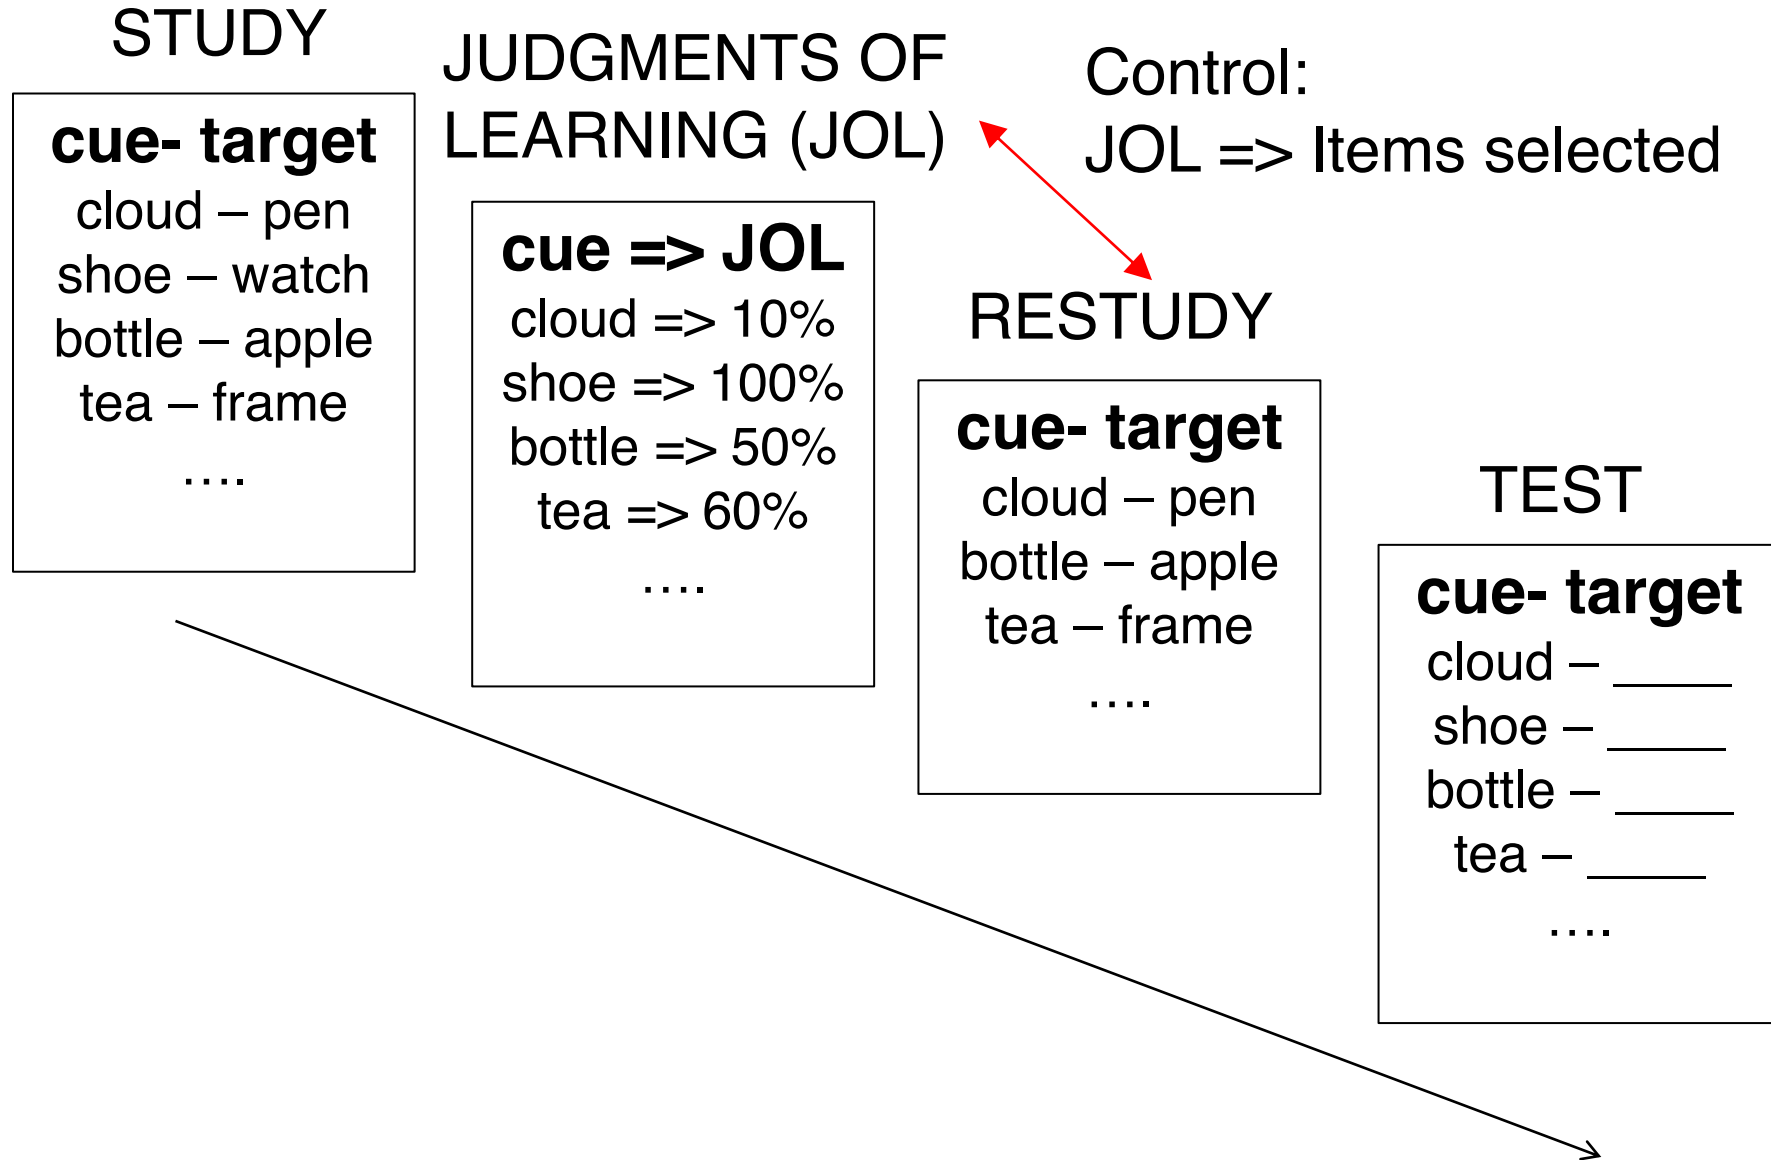 STUDY
cue- target
cloud – pen
shoe – watch
bottle – apple
tea – frame
….
JUDGMENTS OF
LEARNING (JOL)
cue => JOL
cloud => 10%
shoe => 100%
bottle => 50%
tea => 60%
….
Control:
JOL => Items selected
RESTUDY
cue- target
cloud – pen
bottle – apple
tea – frame
….
TEST
cue- target
cloud – _____
shoe – _____
bottle – _____
tea – _____
….